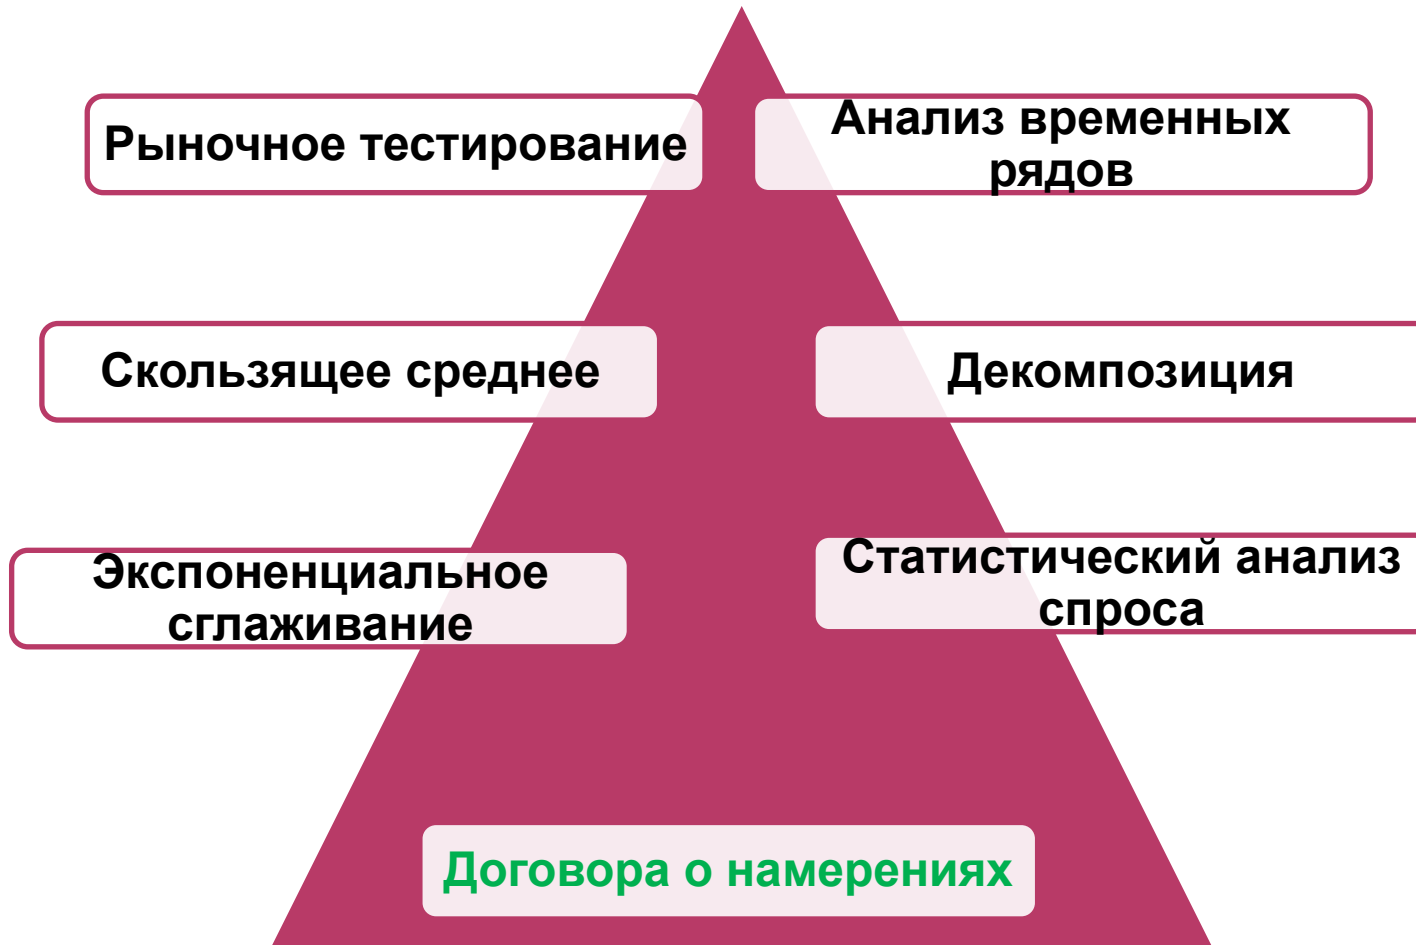 Рыночное тестирование
Анализ временных
рядов
Скользящее среднее
Декомпозиция
Экспоненциальное
сглаживание
Статистический анализ
спроса
Договора о намерениях